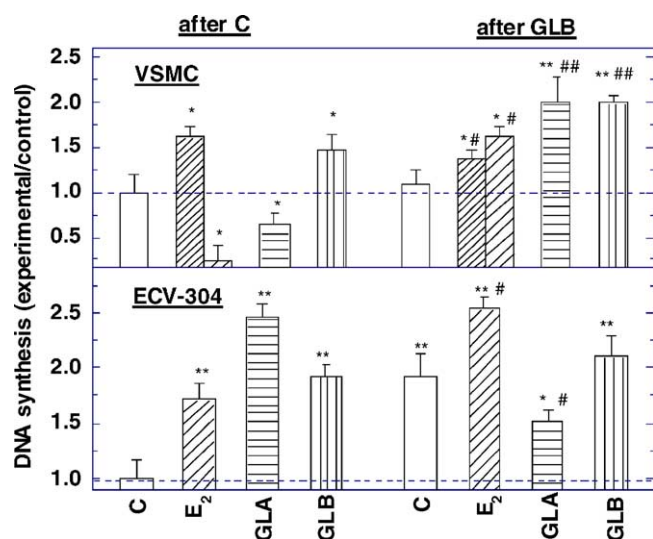 after C after GLB
DNA synthesis (experimental/control)
VSMC
2.5
2.0
1.5
1.0
0.5
* * * *
*# * # ** ## ** ##
ECV-304
2.5
2.0
1.5
1.0
** ** **
** ** # * # **
C E₂ GLA GLB C E₂ GLA GLB